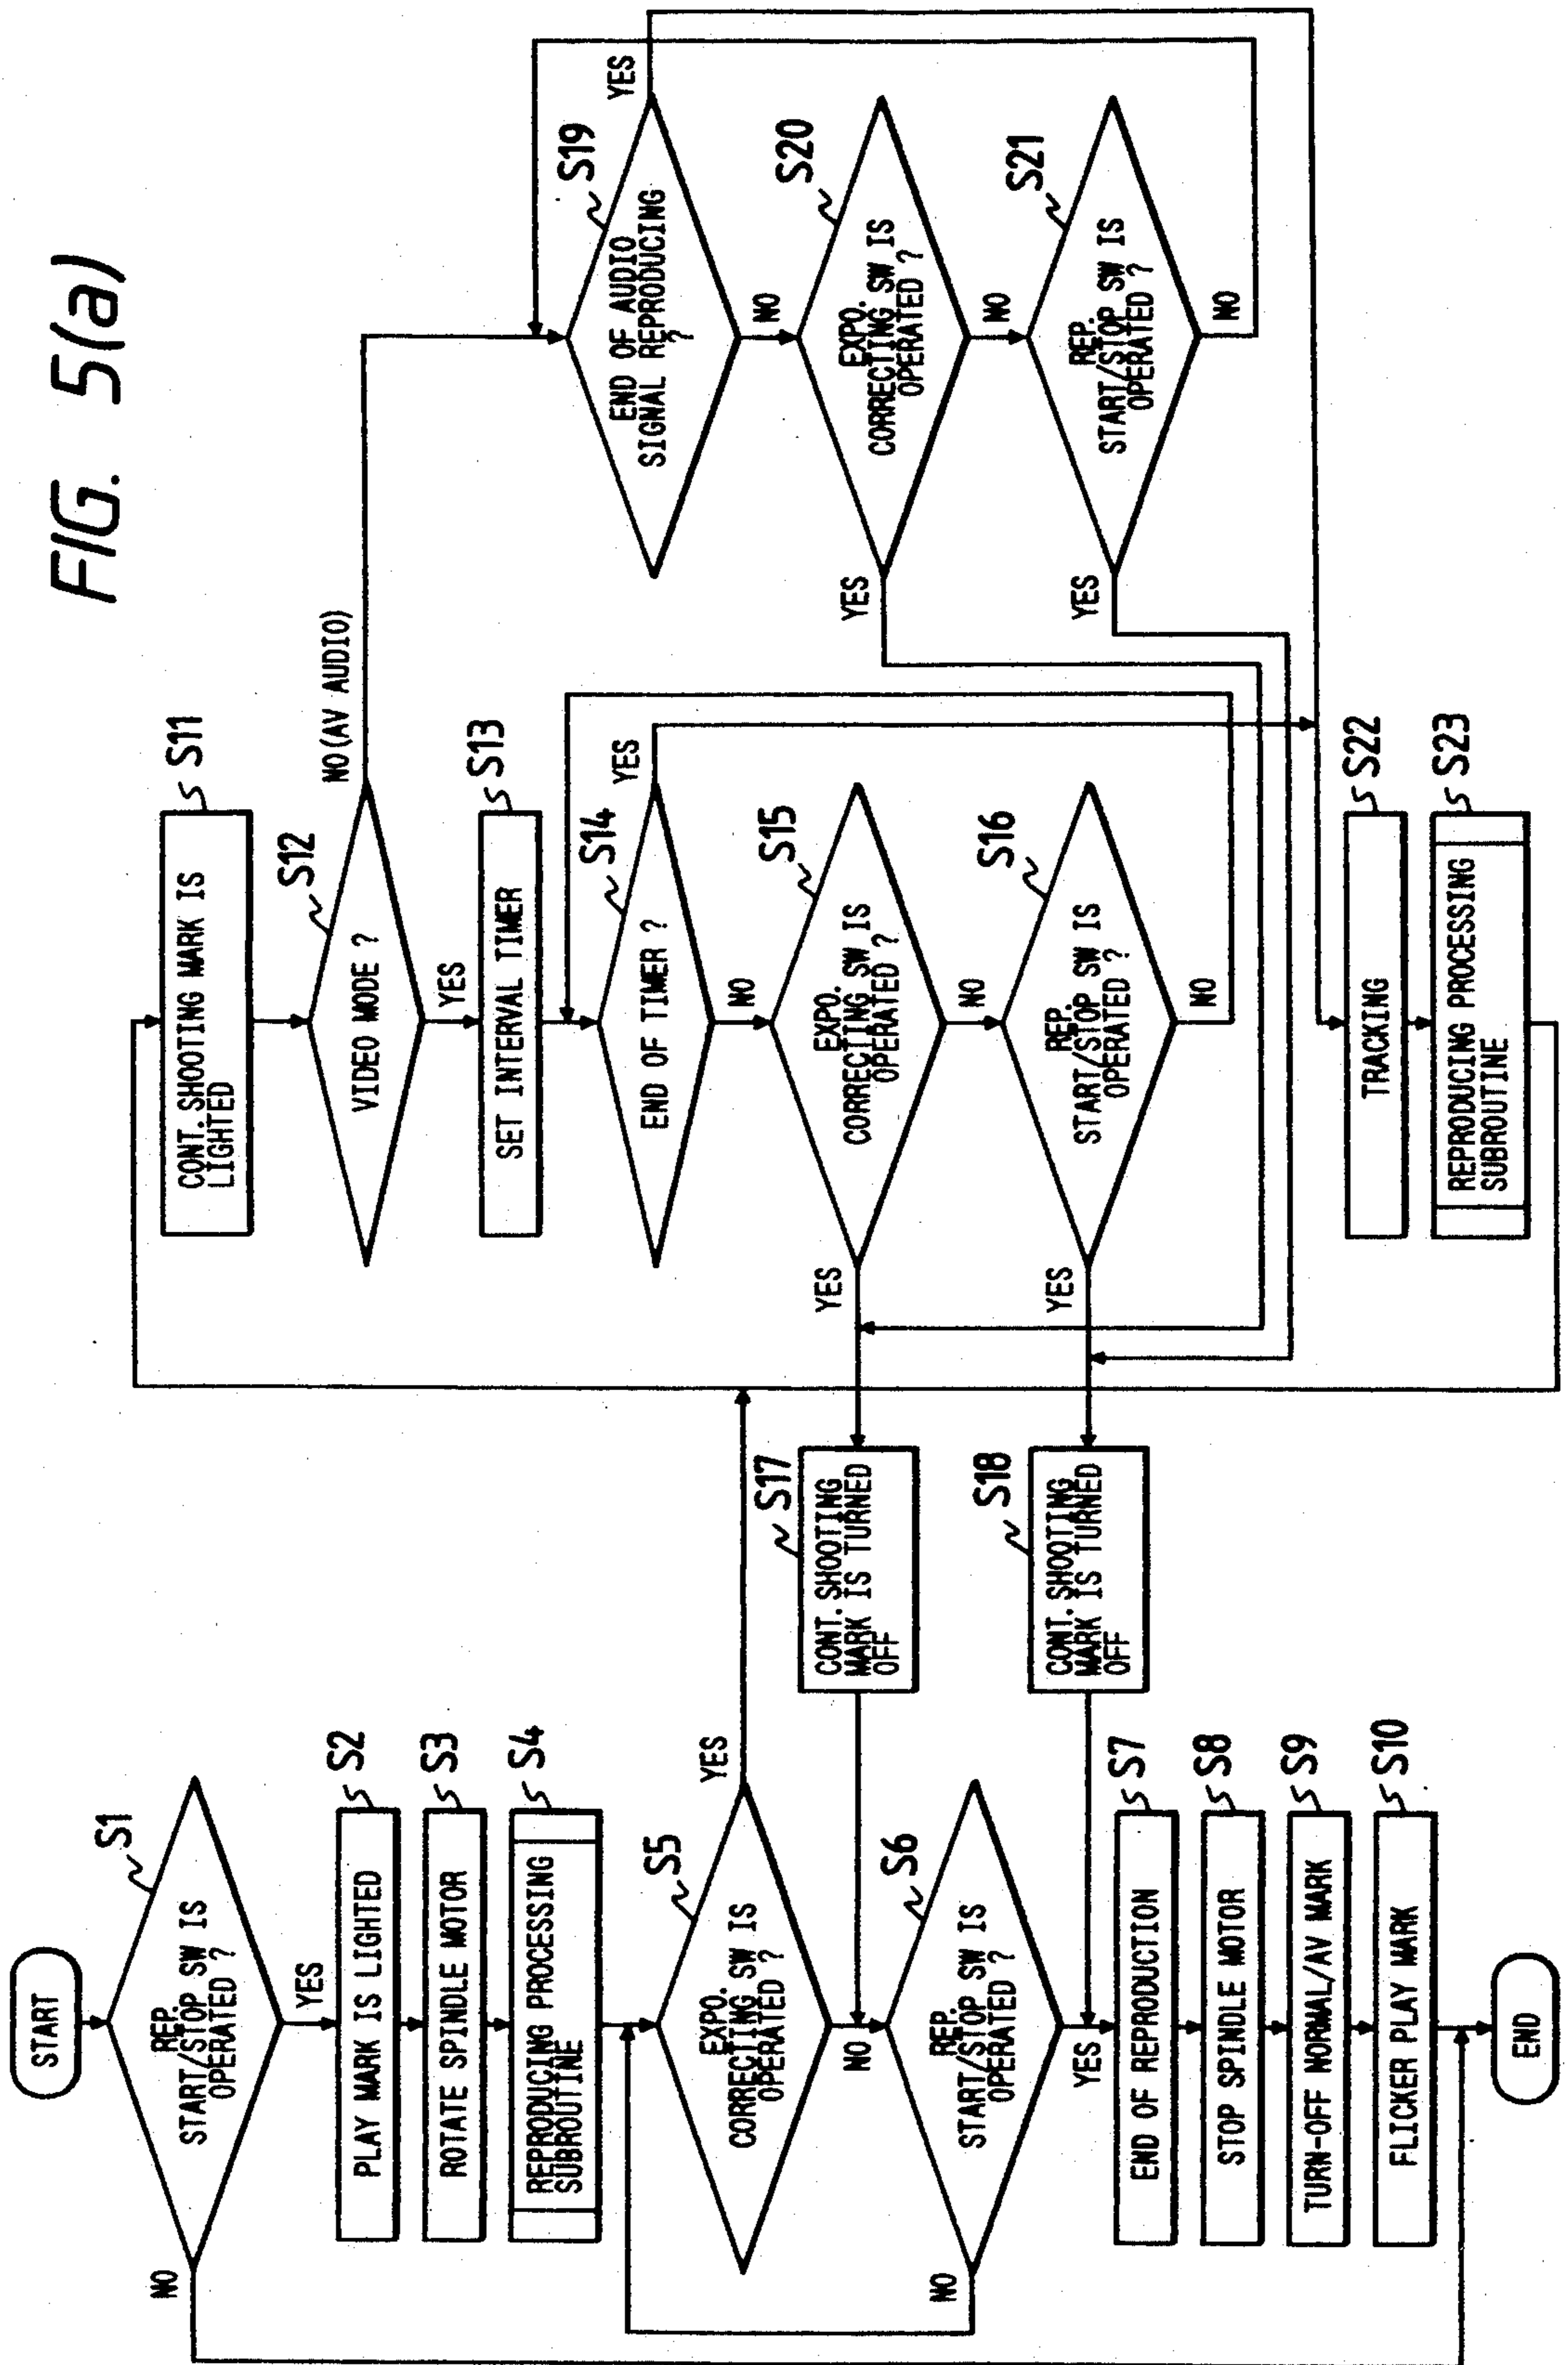 FIG. 5(a)
START
S1
REP.
START/STOP SW IS
OPERATED ?
NO
YES
S2
PLAY MARK IS LIGHTED
S3
ROTATE SPINDLE MOTOR
S4
REPRODUCING PROCESSING
SUBROUTINE
S5
EXPO.
CORRECTING SW IS
OPERATED ?
YES
NO
S6
REP.
START/STOP SW IS
OPERATED ?
NO
YES
S7
END OF REPRODUCTION
S8
STOP SPINDLE MOTOR
S9
TURN-OFF NORMAL/AV MARK
S10
FLICKER PLAY MARK
END
S11
CONT.SHOOTING MARK IS
LIGHTED
S12
VIDEO MODE ?
NO(AV AUDIO)
YES
S13
SET INTERVAL TIMER
S14
END OF TIMER ?
YES
NO
S15
EXPO.
CORRECTING SW IS
OPERATED ?
YES
NO
S16
REP.
START/STOP SW IS
OPERATED ?
YES
NO
S17
CONT.SHOOTING
MARK IS TURNED
OFF
S18
CONT.SHOOTING
MARK IS TURNED
OFF
S19
END OF AUDIO
SIGNAL REPRODUCING
?
YES
NO
S20
EXPO.
CORRECTING SW IS
OPERATED ?
YES
NO
S21
REP.
START/STOP SW IS
OPERATED ?
YES
NO
S22
TRACKING
S23
REPRODUCING PROCESSING
SUBROUTINE